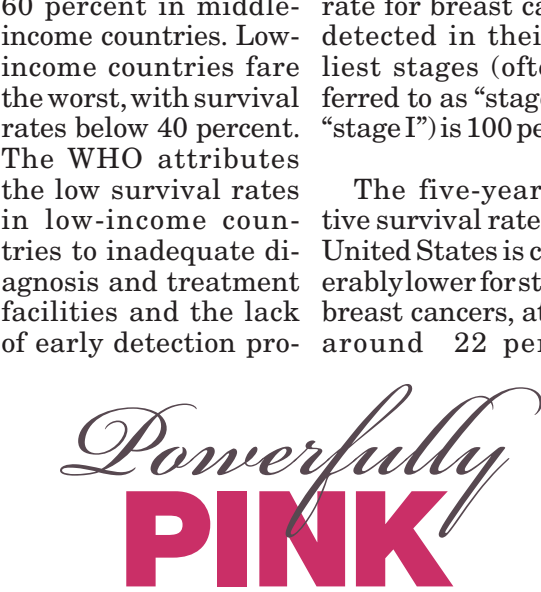 60 percent in middle-
income countries. Low-
income countries fare
the worst, with survival
rates below 40 percent.
The WHO attributes
the low survival rates
in low-income coun-
tries to inadequate di-
agnosis and treatment
facilities and the lack
of early detection pro-
rate for breast ca
detected in thei
liest stages (ofte
ferred to as “stage
“stage I”) is 100 pe
The five-year
tive survival rate
United States is c
erably lower for st
breast cancers, at
around 22 per
Powerfully
PINK